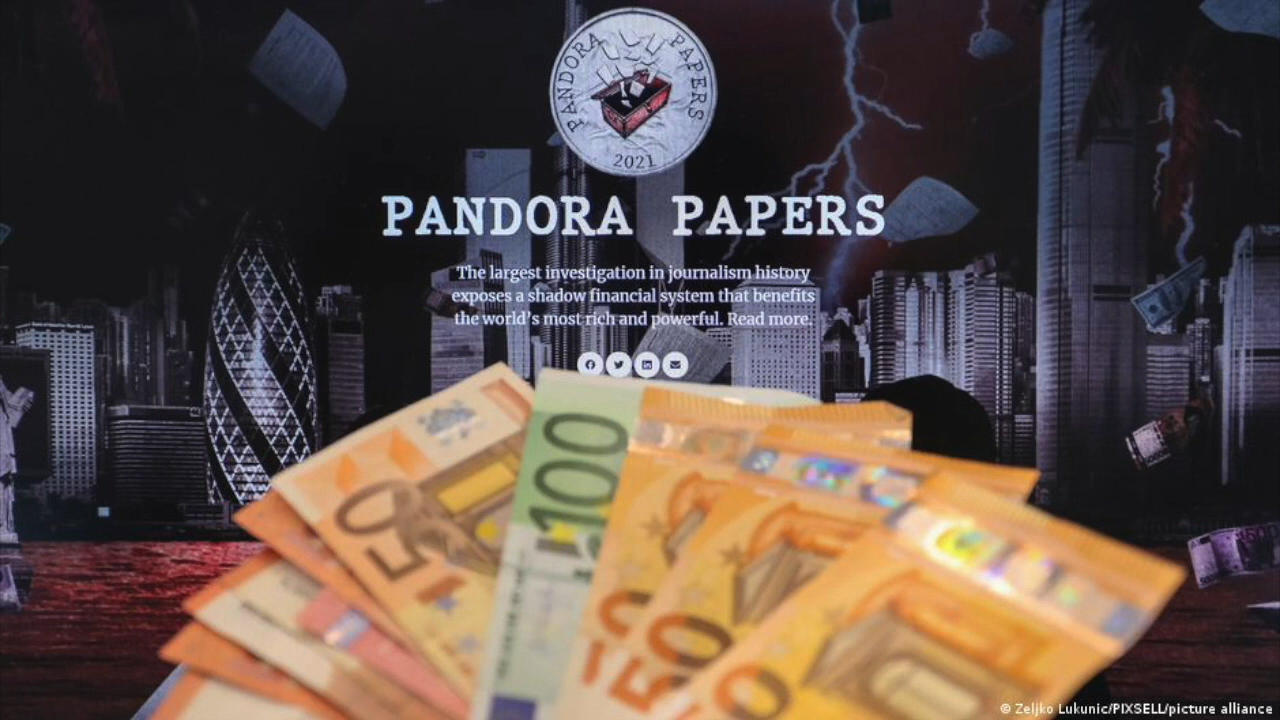 PANDORA PAPERS
2021
PANDORA PAPERS
The largest investigation in journalism history
exposes a shadow financial system that benefits
the world's most rich and powerful. Read more.
50
100
50
50
© Zeljko Lukunic/PIXSELL/picture alliance